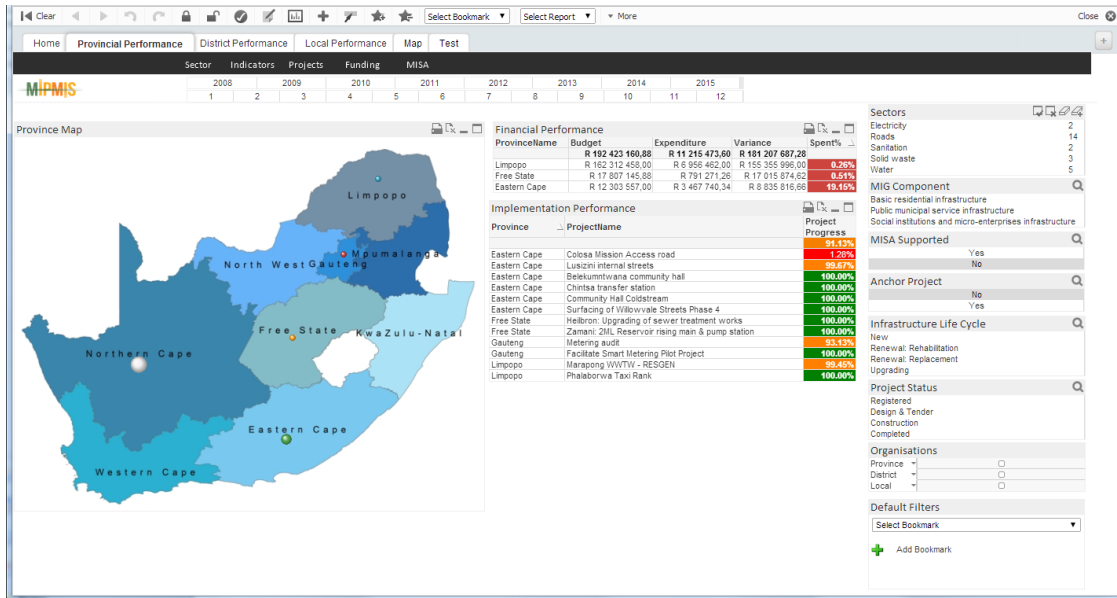 Clear Select Bookmark Select Report More Close
Home Provincial Performance District Performance Local Performance Map Test
Sector Indicators Projects Funding MISA
MIPMIS
2008 2009 2010 2011 2012 2013 2014 2015
1 2 3 4 5 6 7 8 9 10 11 12
Province Map
Limpopo
Mpumalanga
North West Gauteng
Free State KwaZulu-Natal
Northern Cape
Eastern Cape
Western Cape
Financial Performance
ProvinceName Budget Expenditure Variance Spent%
R 192 423 160,88 R 11 215 473,60 R 181 207 687,28
Limpopo R 162 312 458,00 R 6 956 462,00 R 155 355 996,00 0.26%
Free State R 17 807 145,88 R 791 271,26 R 17 015 874,62 0.51%
Eastern Cape R 12 303 557,00 R 3 467 740,34 R 8 835 816,66 19.15%
Implementation Performance
Province ProjectName Project Progress
91.13%
Eastern Cape Colosa Mission Access road 1.28%
Eastern Cape Lusizini internal streets 99.67%
Eastern Cape Belekumntwana community hall 100.00%
Eastern Cape Chintsa transfer station 100.00%
Eastern Cape Community Hall Coldstream 100.00%
Eastern Cape Surfacing of Willowvale Streets Phase 4 100.00%
Free State Heilbron: Upgrading of sewer treatment works 100.00%
Free State Zamani: 2ML Reservoir rising main & pump station 100.00%
Gauteng Metering audit 93.13%
Gauteng Facilitate Smart Metering Pilot Project 100.00%
Limpopo Marapong WWTW - RESGEN 99.45%
Limpopo Phalaborwa Taxi Rank 100.00%
Sectors
Electricity 2
Roads 14
Sanitation 2
Solid waste 3
Water 5
MIG Component
Basic residential infrastructure
Public municipal service infrastructure
Social institutions and micro-enterprises infrastructure
MISA Supported
Yes
No
Anchor Project
No
Yes
Infrastructure Life Cycle
New
Renewal: Rehabilitation
Renewal: Replacement
Upgrading
Project Status
Registered
Design & Tender
Construction
Completed
Organisations
Province
District
Local
Default Filters
Select Bookmark
Add Bookmark